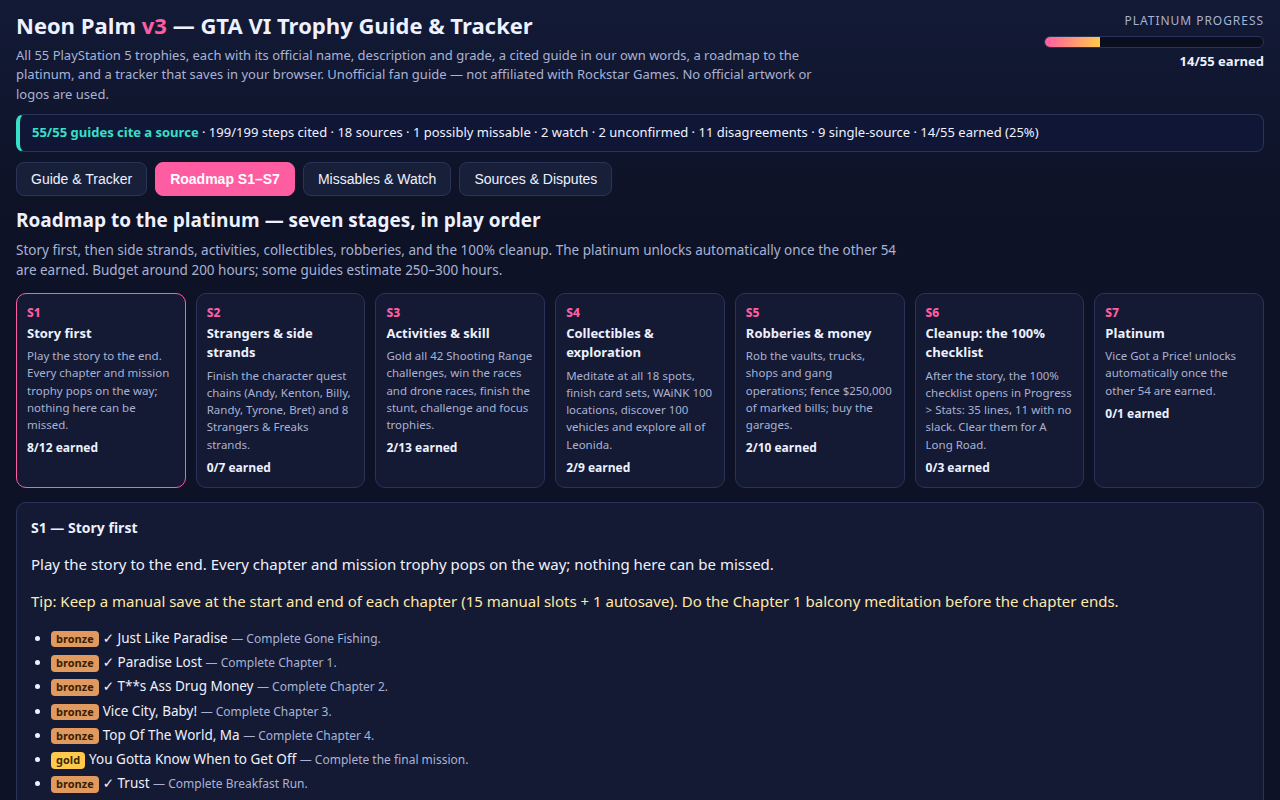 Neon Palm v3 — GTA VI Trophy Guide & Tracker
PLATINUM PROGRESS
14/55 earned
All 55 PlayStation 5 trophies, each with its official name, description and grade, a cited guide in our own words, a roadmap to the
platinum, and a tracker that saves in your browser. Unofficial fan guide — not affiliated with Rockstar Games. No official artwork or
logos are used.
55/55 guides cite a source · 199/199 steps cited · 18 sources · 1 possibly missable · 2 watch · 2 unconfirmed · 11 disagreements · 9 single-source · 14/55 earned (25%)
Guide & Tracker
Roadmap S1–S7
Missables & Watch
Sources & Disputes
Roadmap to the platinum — seven stages, in play order
Story first, then side strands, activities, collectibles, robberies, and the 100% cleanup. The platinum unlocks automatically once the other 54
are earned. Budget around 200 hours; some guides estimate 250–300 hours.
S1
Story first
Play the story to the end.
Every chapter and mission
trophy pops on the way;
nothing here can be
missed.
8/12 earned
S2
Strangers & side
strands
Finish the character quest
chains (Andy, Kenton, Billy,
Randy, Tyrone, Bret) and 8
Strangers & Freaks
strands.
0/7 earned
S3
Activities & skill
Gold all 42 Shooting Range
challenges, win the races
and drone races, finish the
stunt, challenge and focus
trophies.
2/13 earned
S4
Collectibles &
exploration
Meditate at all 18 spots,
finish card sets, WAiNK 100
locations, discover 100
vehicles and explore all of
Leonida.
2/9 earned
S5
Robberies & money
Rob the vaults, trucks,
shops and gang
operations; fence $250,000
of marked bills; buy the
garages.
2/10 earned
S6
Cleanup: the 100%
checklist
After the story, the 100%
checklist opens in Progress
> Stats: 35 lines, 11 with no
slack. Clear them for A
Long Road.
0/3 earned
S7
Platinum
Vice Got a Price! unlocks
automatically once the
other 54 are earned.
0/1 earned
S1 — Story first
Play the story to the end. Every chapter and mission trophy pops on the way; nothing here can be missed.
Tip: Keep a manual save at the start and end of each chapter (15 manual slots + 1 autosave). Do the Chapter 1 balcony meditation before the chapter ends.
• bronze ✓ Just Like Paradise — Complete Gone Fishing.
• bronze ✓ Paradise Lost — Complete Chapter 1.
• bronze ✓ T**s Ass Drug Money — Complete Chapter 2.
• bronze Vice City, Baby! — Complete Chapter 3.
• bronze Top Of The World, Ma — Complete Chapter 4.
• gold You Gotta Know When to Get Off — Complete the final mission.
• bronze ✓ Trust — Complete Breakfast Run.